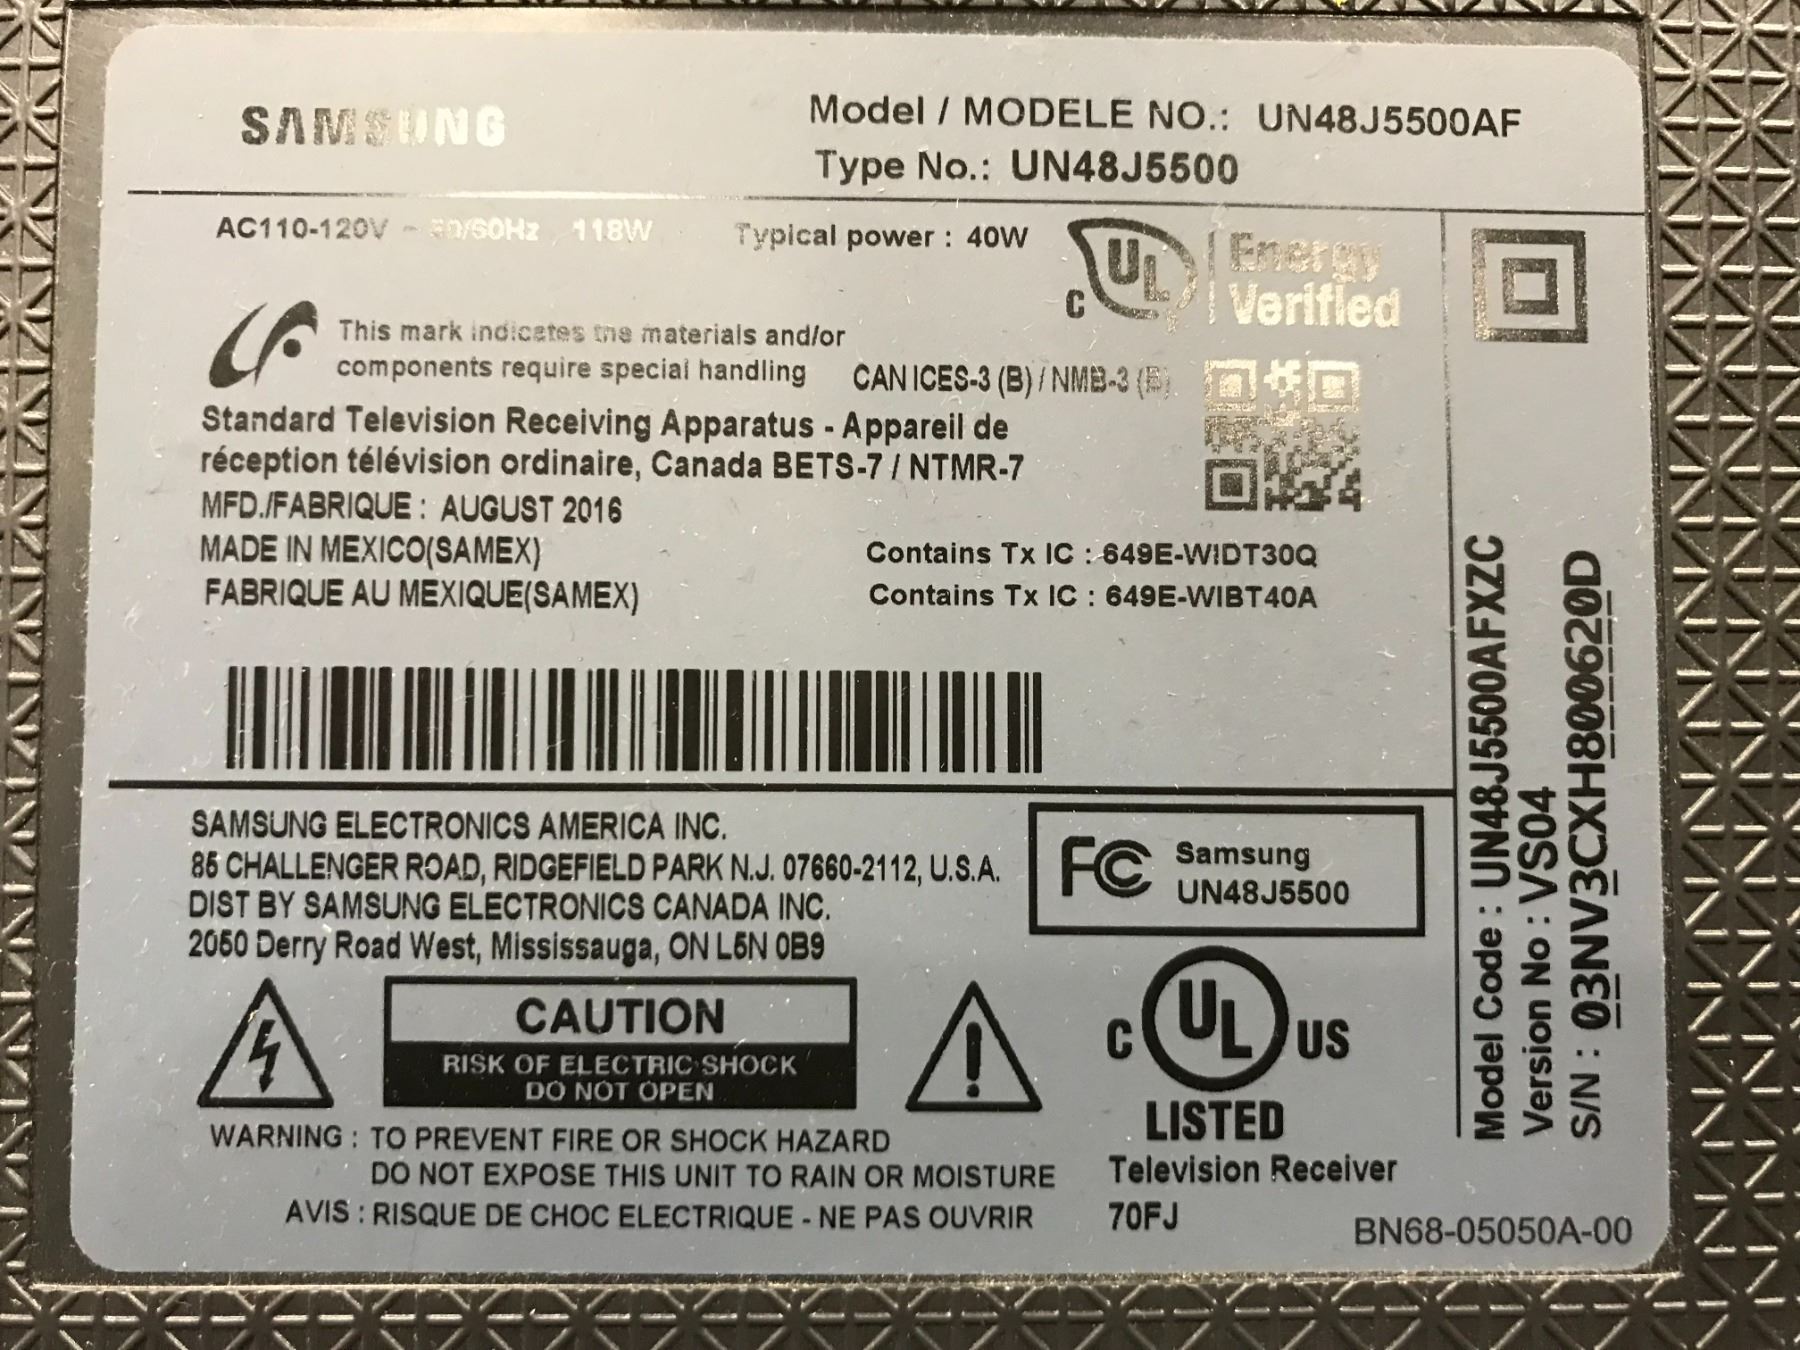 SAMSUNG
Model / MODELE NO.: UN48J5500AF
Type No.: UN48J5500
AC110-120V ~ 50/60Hz 118W
Typical power : 40W
C UL Energy
Verified
This mark indicates the materials and/or
components require special handling
CAN ICES-3 (B) / NMB-3 (B)
Standard Television Receiving Apparatus - Appareil de
réception télévision ordinaire, Canada BETS-7 / NTMR-7
MFD./FABRIQUE : AUGUST 2016
MADE IN MEXICO(SAMEX)
FABRIQUE AU MEXIQUE(SAMEX)
Contains Tx IC : 649E-WIDT30Q
Contains Tx IC : 649E-WIBT40A
SAMSUNG ELECTRONICS AMERICA INC.
85 CHALLENGER ROAD, RIDGEFIELD PARK N.J. 07660-2112, U.S.A.
DIST BY SAMSUNG ELECTRONICS CANADA INC.
2050 Derry Road West, Mississauga, ON L5N 0B9
FC Samsung
UN48J5500
CAUTION
RISK OF ELECTRIC SHOCK
DO NOT OPEN
C UL US
LISTED
Television Receiver
70FJ
WARNING : TO PREVENT FIRE OR SHOCK HAZARD
DO NOT EXPOSE THIS UNIT TO RAIN OR MOISTURE
AVIS : RISQUE DE CHOC ELECTRIQUE - NE PAS OUVRIR
BN68-05050A-00
Model Code : UN48J5500AFXZC
Version No : VS04
S/N : 03NV3CXH800620D